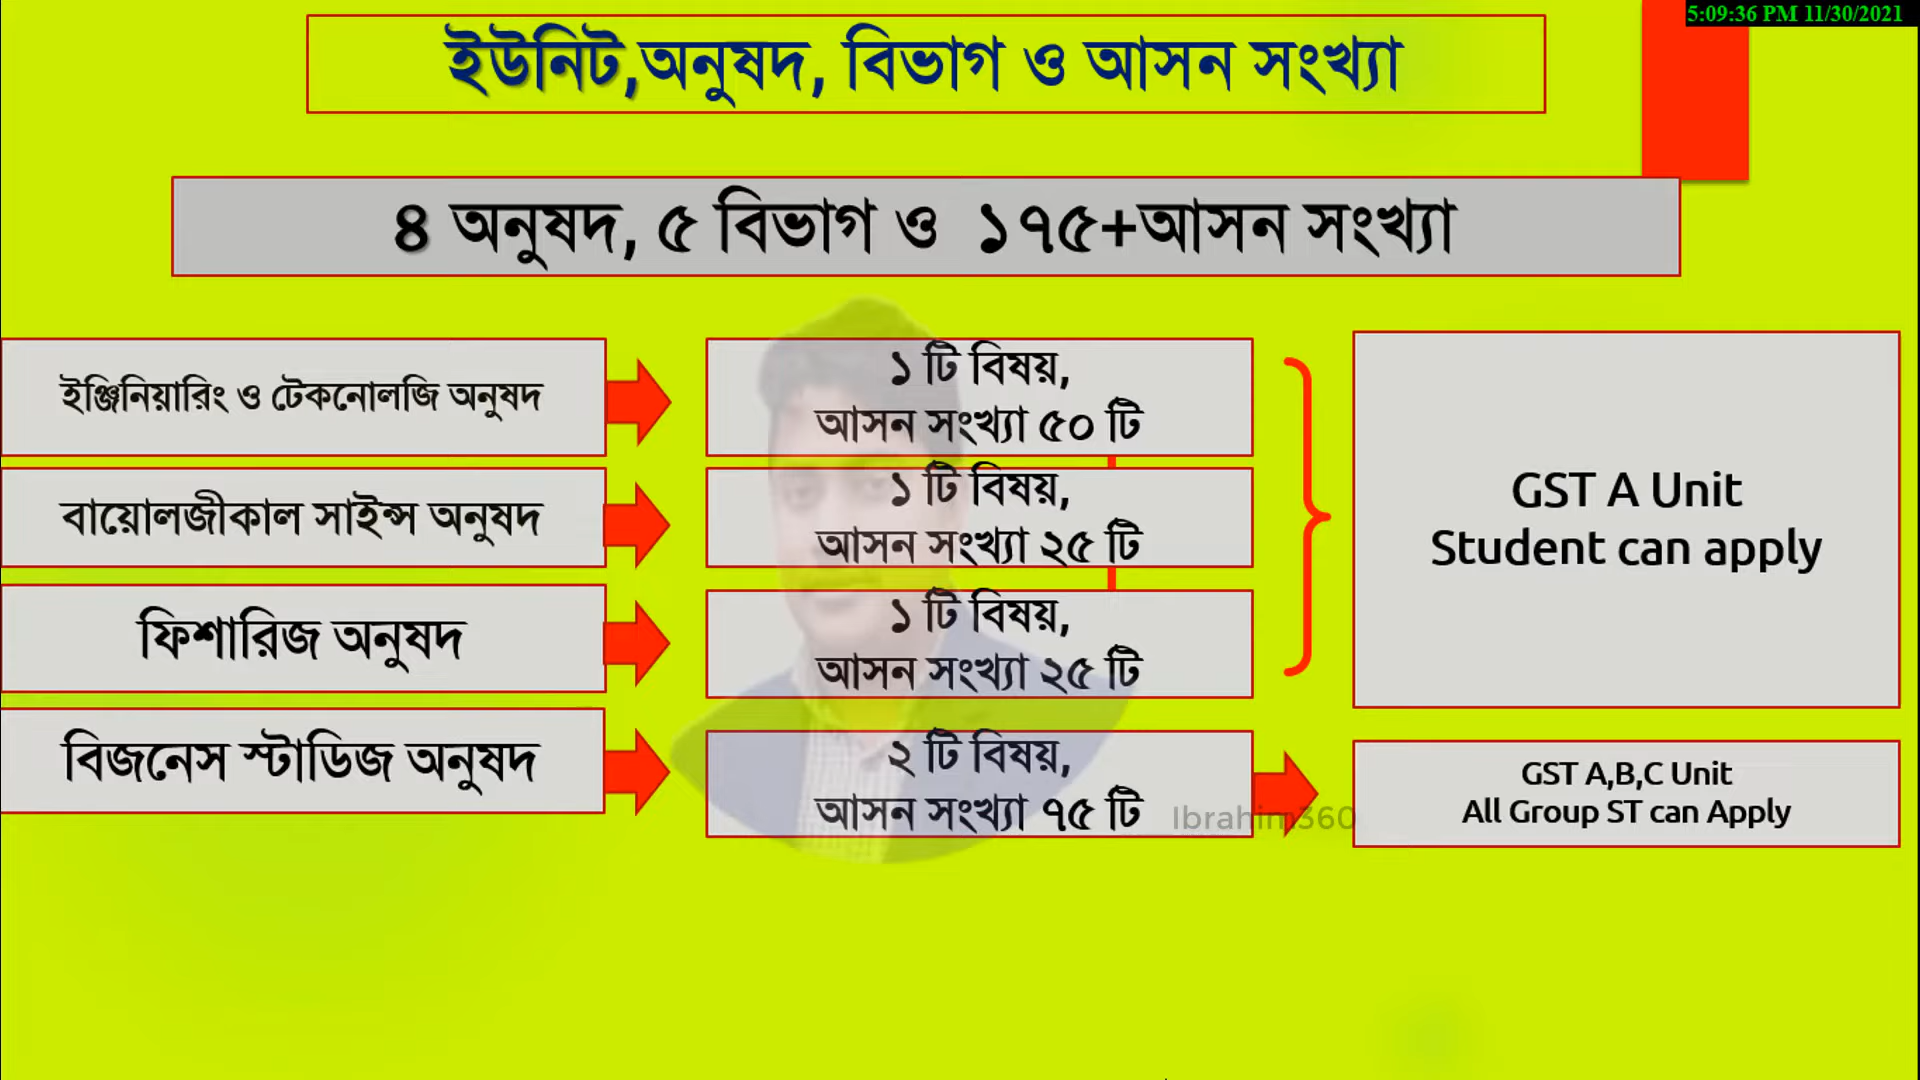 5:09:36 PM 11/30/2021
ইউনিট,অনুষদ, বিভাগ ও আসন সংখ্যা
৪ অনুষদ, ৫ বিভাগ ও ১৭৫+আসন সংখ্যা
ইঞ্জিনিয়ারিং ও টেকনোলজি অনুষদ
১ টি বিষয়,
আসন সংখ্যা ৫০ টি
বায়োলজীকাল সাইন্স অনুষদ
১ টি বিষয়,
আসন সংখ্যা ২৫ টি
ফিশারিজ অনুষদ
১ টি বিষয়,
আসন সংখ্যা ২৫ টি
GST A Unit
Student can apply
বিজনেস স্টাডিজ অনুষদ
২ টি বিষয়,
আসন সংখ্যা ৭৫ টি
GST A,B,C Unit
All Group ST can Apply
Ibrahim360